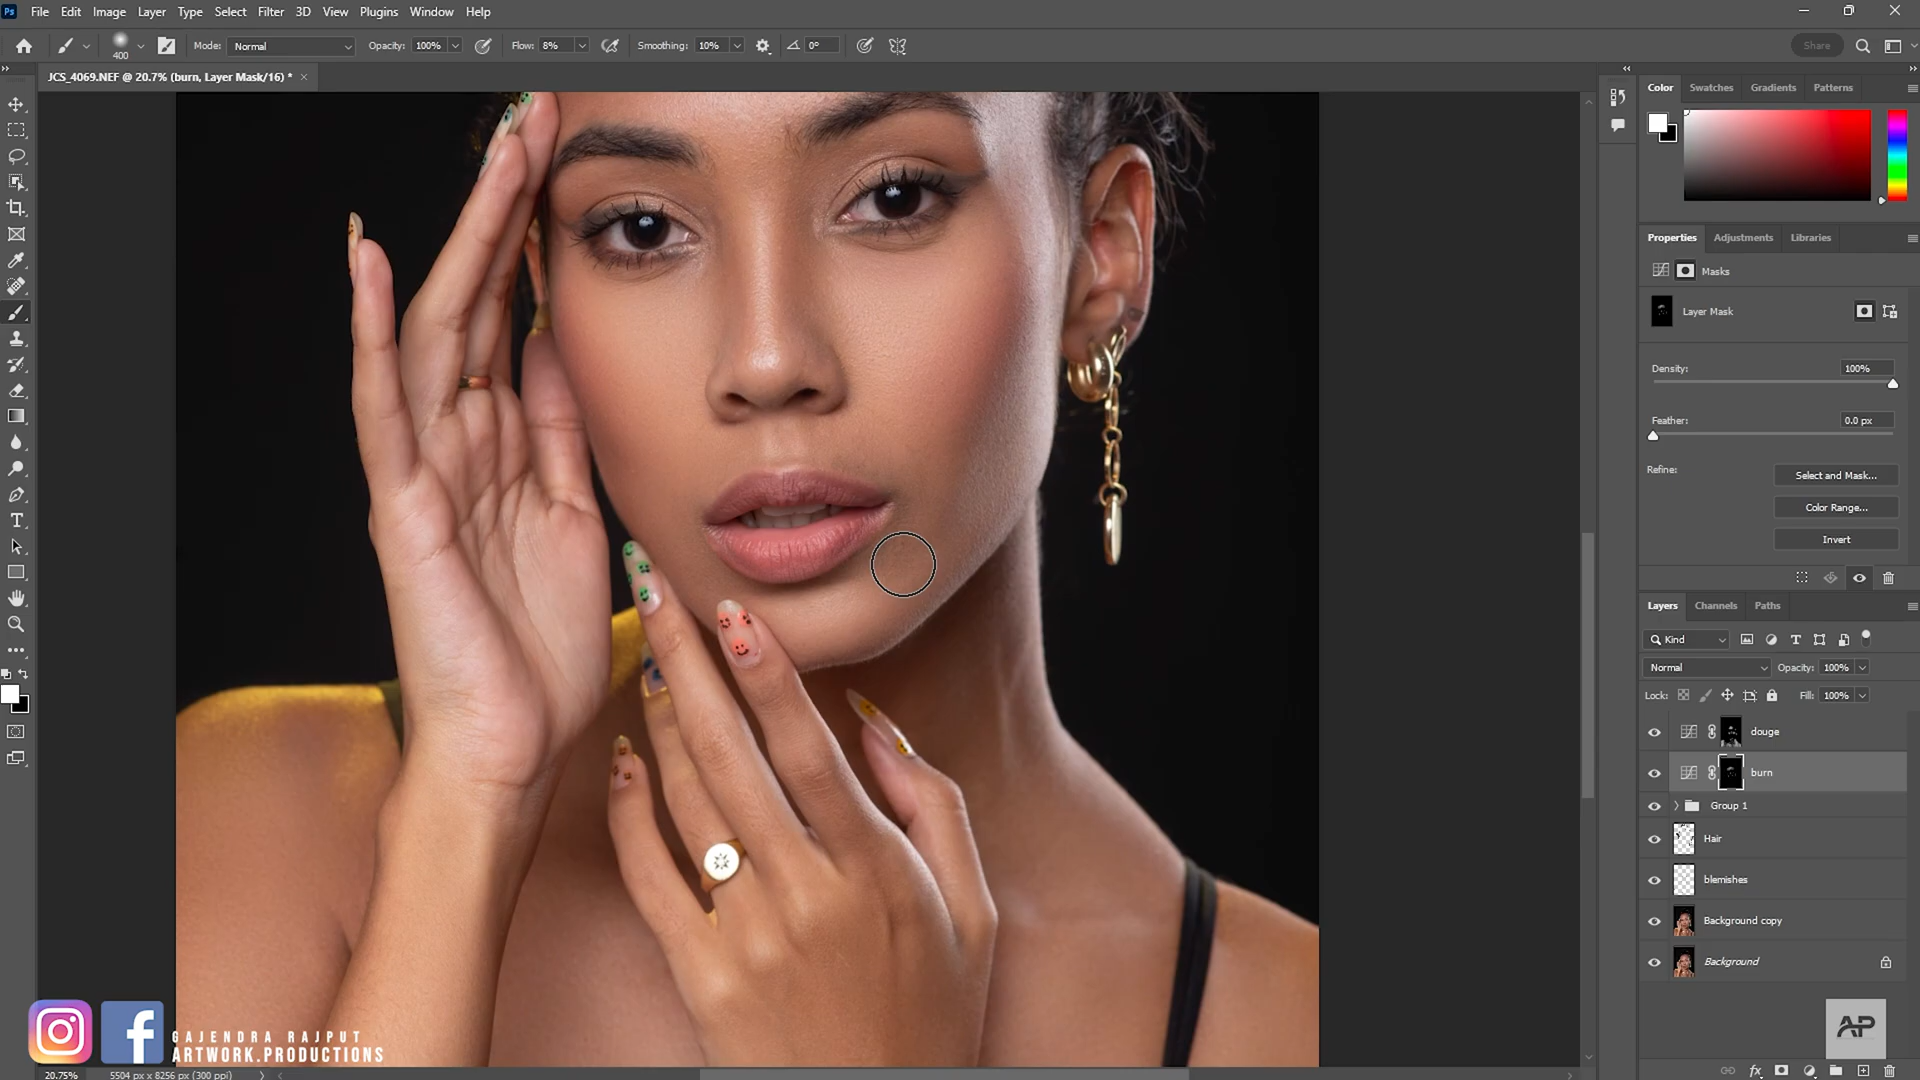 Ps File Edit Image Layer Type Select Filter 3D View Plugins Window Help
400 Mode: Normal Opacity: 100% Flow: 8% Smoothing: 10% 0° Share
JCS_4069.NEF @ 20.7% (burn, Layer Mask/16) * ×
Color Swatches Gradients Patterns
Properties Adjustments Libraries
Masks
Layer Mask
Density: 100%
Feather: 0.0 px
Refine: Select and Mask...
Color Range...
Invert
Layers Channels Paths
Kind
Normal Opacity: 100%
Lock: Fill: 100%
douge
burn
Group 1
Hair
blemishes
Background copy
Background
GAJENDRA RAJPUT
ARTWORK.PRODUCTIONS
AP
20.75% 5504 px x 8256 px (300 ppi)